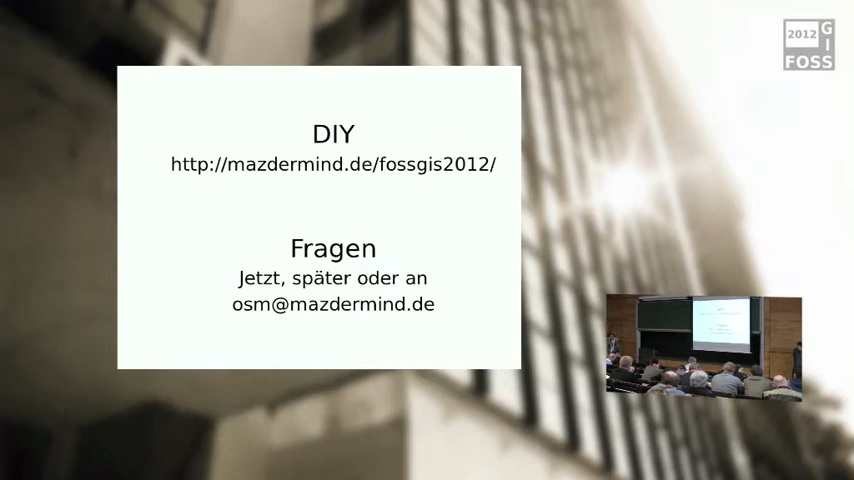 2012
G
I
FOSS
DIY
http://mazdermind.de/fossgis2012/
Fragen
Jetzt, später oder an
osm@mazdermind.de